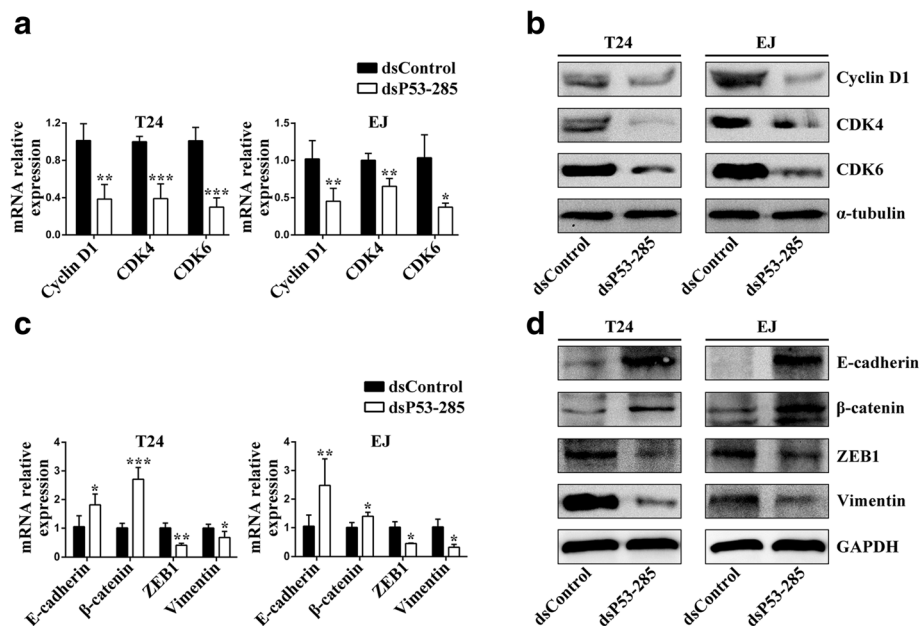 a
dsControl
dsP53-285
T24
EJ
mRNA relative
expression
1.2
0.8
0.4
0.0
**
***
***
Cyclin D1
CDK4
CDK6
mRNA relative
expression
1.5
1.0
0.5
0.0
**
**
*
Cyclin D1
CDK4
CDK6
b
T24
EJ
Cyclin D1
CDK4
CDK6
α-tubulin
dsControl
dsP53-285
dsControl
dsP53-285
c
dsControl
dsP53-285
T24
EJ
mRNA relative
expression
4
3
2
1
0
*
***
**
*
E-cadherin
β-catenin
ZEB1
Vimentin
mRNA relative
expression
4
3
2
1
0
**
*
*
*
E-cadherin
β-catenin
ZEB1
Vimentin
d
T24
EJ
E-cadherin
β-catenin
ZEB1
Vimentin
GAPDH
dsControl
dsP53-285
dsControl
dsP53-285